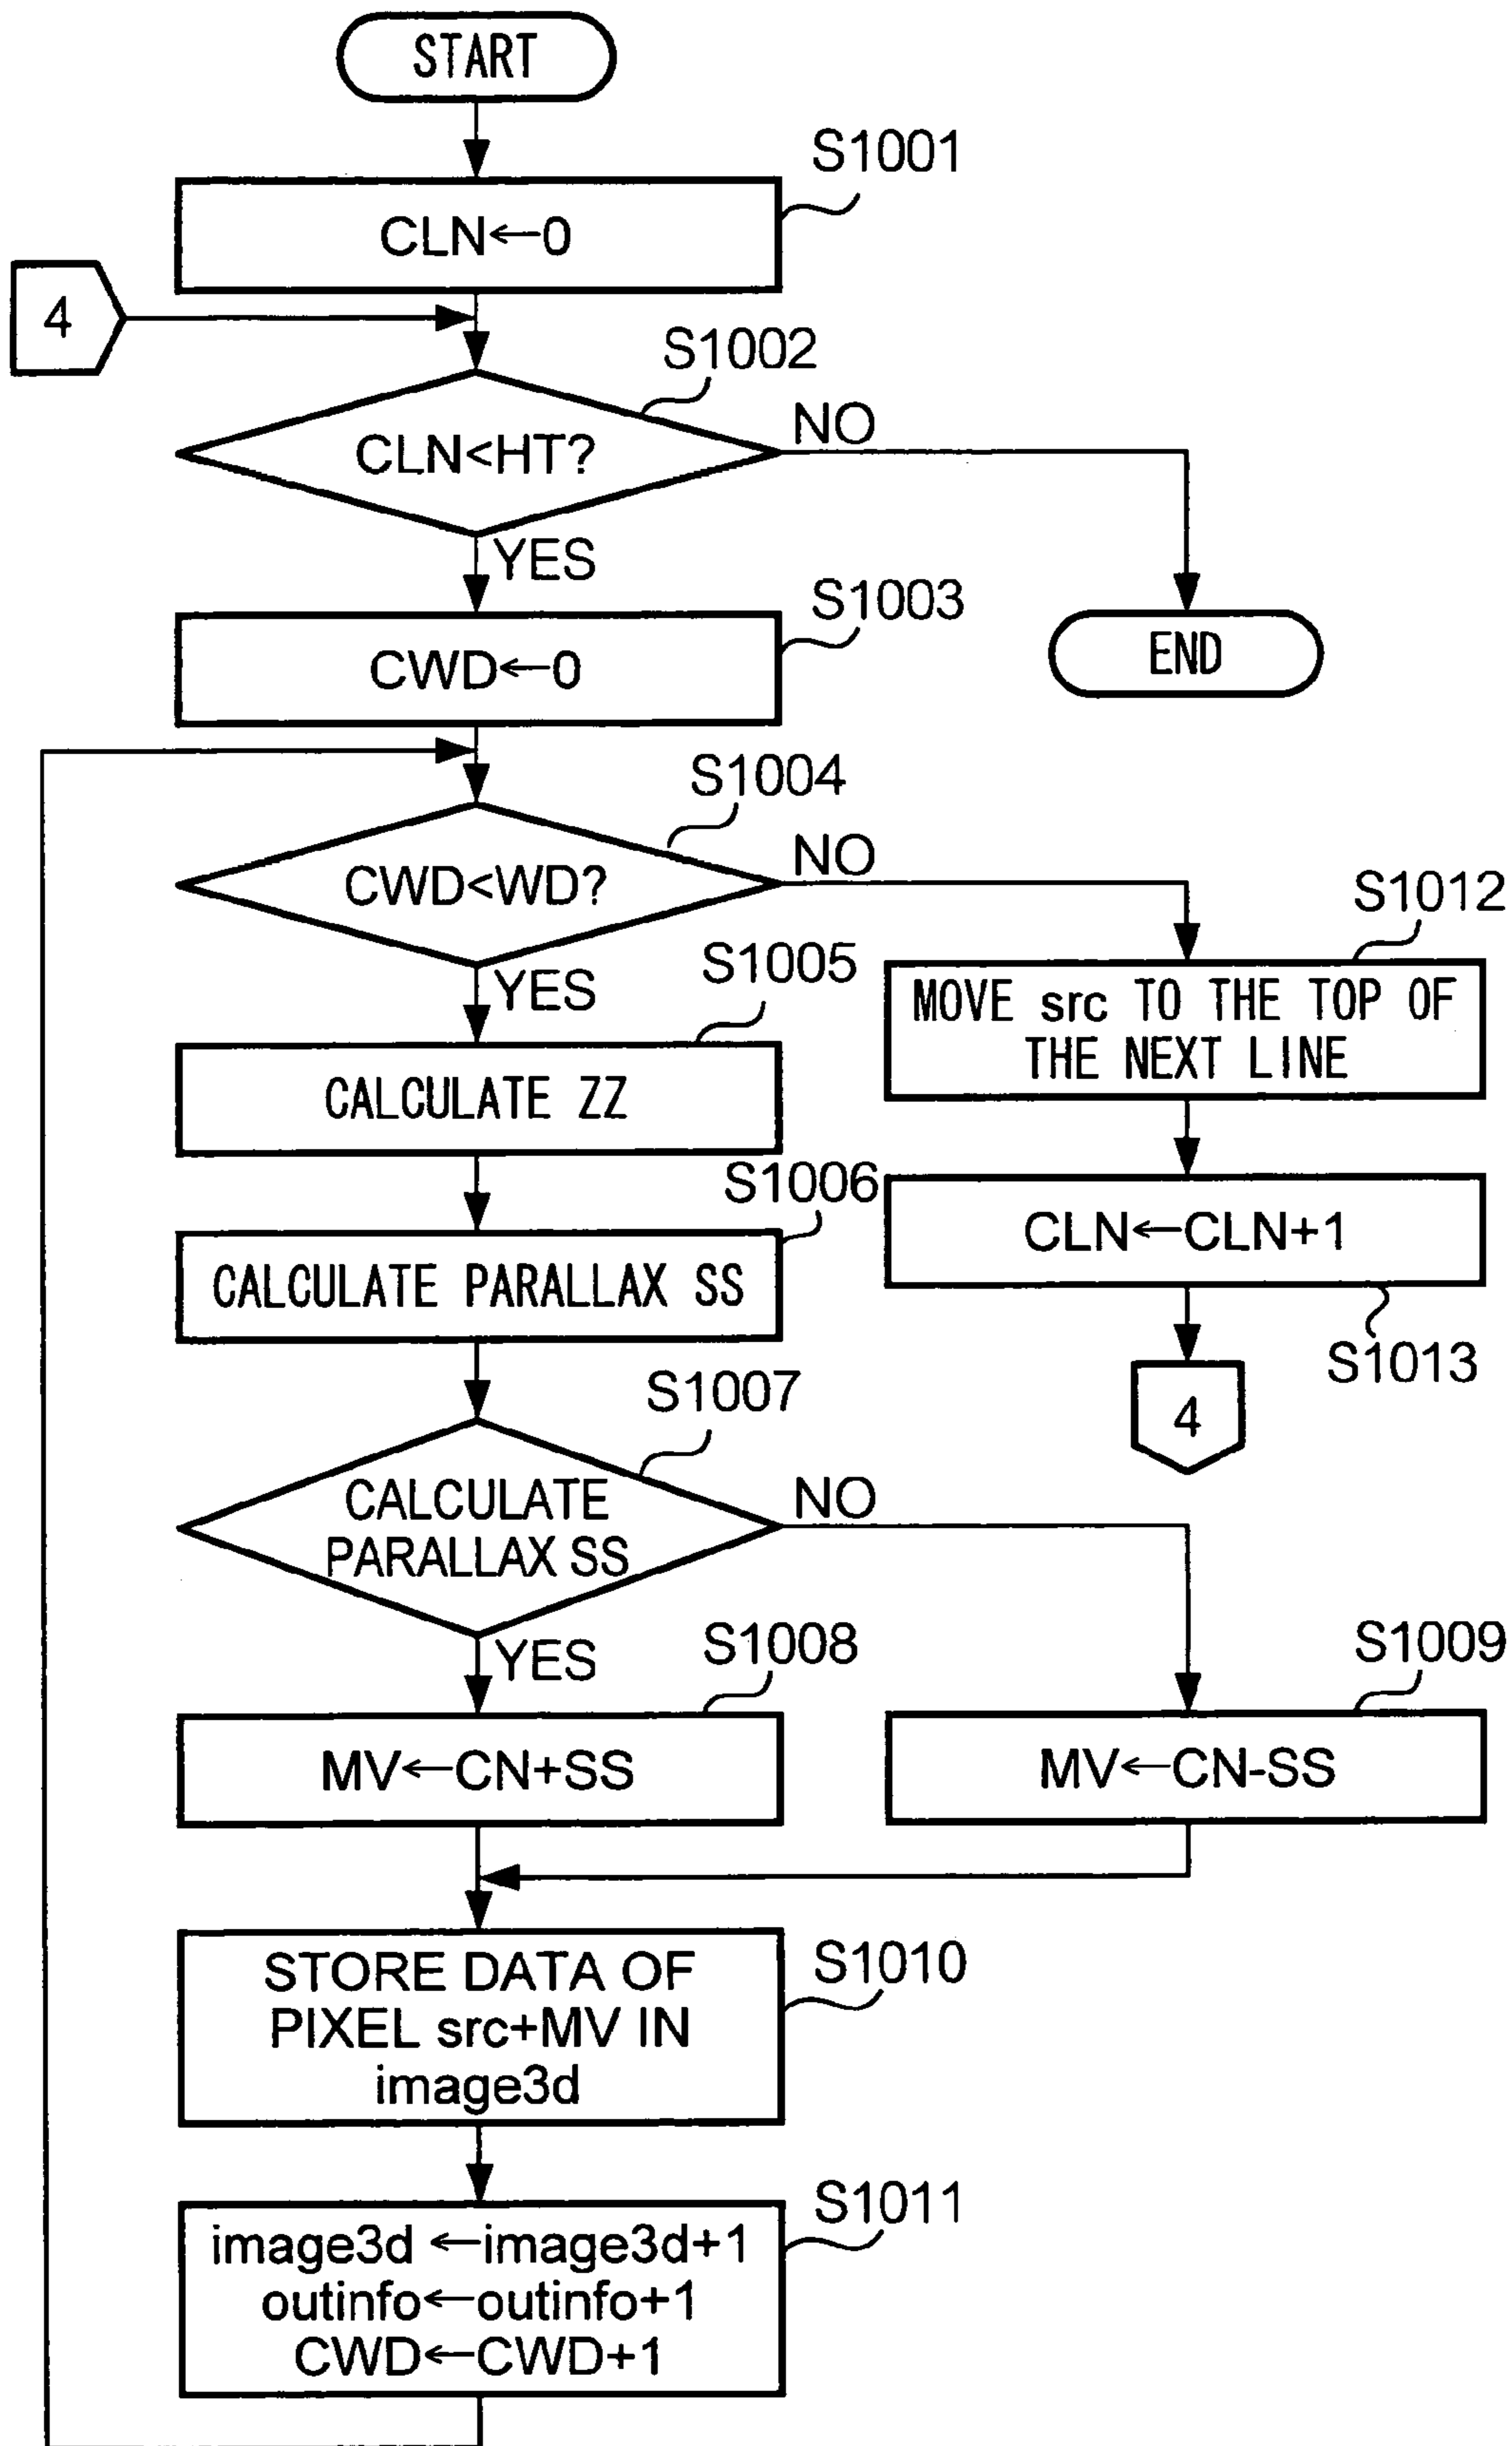 START
S1001
CLN←0
4
S1002
CLN<HT?
NO
YES
S1003
CWD←0
END
S1004
CWD<WD?
NO
S1012
YES
S1005
MOVE src TO THE TOP OF
THE NEXT LINE
CALCULATE ZZ
S1006
CLN←CLN+1
CALCULATE PARALLAX SS
S1013
S1007
4
CALCULATE
PARALLAX SS
NO
YES
S1008
S1009
MV←CN+SS
MV←CN-SS
STORE DATA OF
PIXEL src+MV IN
image3d
S1010
S1011
image3d ←image3d+1
outinfo←outinfo+1
CWD←CWD+1